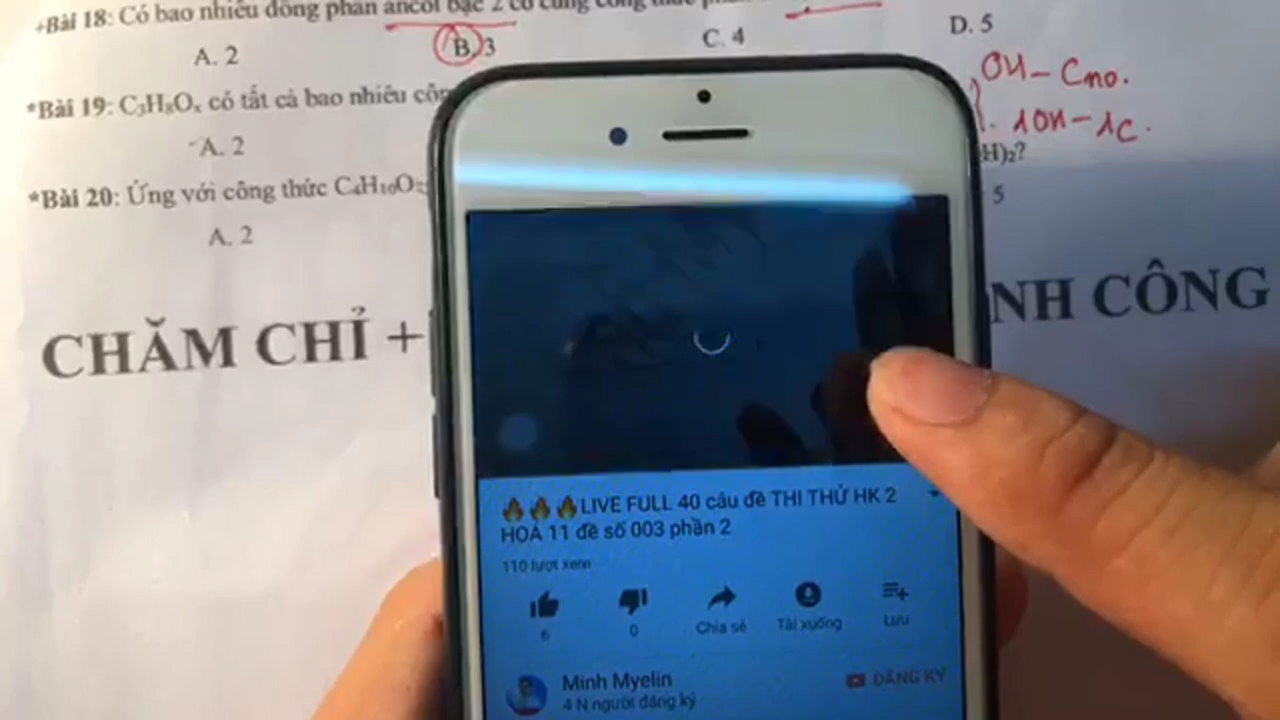 +Bài 18: Có bao nhiêu đồng phân ancol bậc 2 có cùng công
A. 2
B. 3
C. 4
D. 5
OH - C no.
1OH - 1C.
*Bài 19: C₃H₈Oₓ có tất cả bao nhiêu
H)₂?
A. 2
5
*Bài 20: Ứng với công thức C₄H₁₀O₂
A. 2
CHĂM CHỈ +
NH CÔNG
🔥🔥🔥LIVE FULL 40 câu đề THI THỬ HK 2
HOÁ 11 đề số 003 phần 2
110 lượt xem
6
0
Chia sẻ
Tải xuống
Lưu
Minh Myelin
4 N người đăng ký
ĐĂNG KÝ